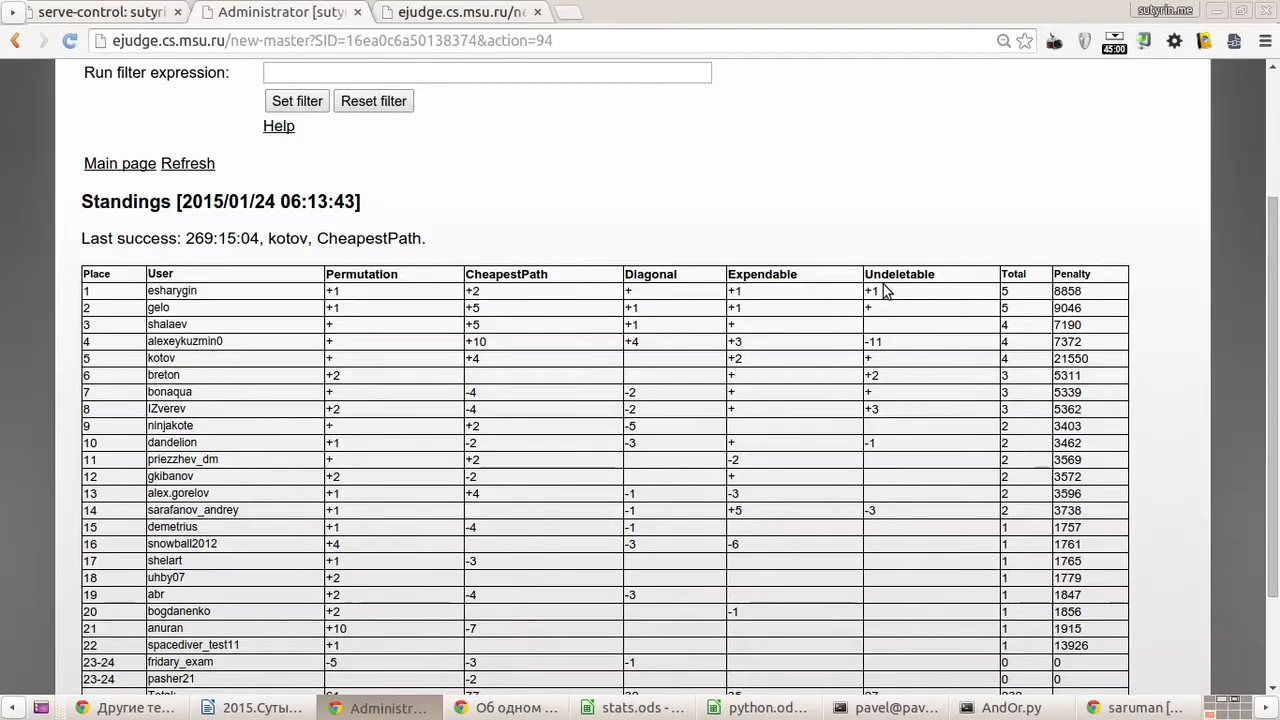 serve-control: sutyri
Administrator [suty
ejudge.cs.msu.ru/ne
sutyrin.me
ejudge.cs.msu.ru/new-master?SID=16ea0c6a50138374&action=94
45:00
Run filter expression:
Set filter Reset filter
Help
Main page Refresh
Standings [2015/01/24 06:13:43]
Last success: 269:15:04, kotov, CheapestPath.
Place User Permutation CheapestPath Diagonal Expendable Undeletable Total Penalty
1 esharygin +1 +2 + +1 +1 5 8858
2 gelo +1 +5 +1 +1 + 5 9046
3 shalaev + +5 +1 + 4 7190
4 alexeykuzmin0 + +10 +4 +3 -11 4 7372
5 kotov + +4 +2 + 4 21550
6 breton +2 + +2 3 5311
7 bonaqua + -4 -2 + + 3 5339
8 IZverev +2 -4 -2 + +3 3 5362
9 ninjakote + +2 -5 2 3403
10 dandelion +1 -2 -3 + -1 2 3462
11 priezzhev_dm + +2 -2 2 3569
12 gkibanov +2 -2 + 2 3572
13 alex.gorelov +1 +4 -1 -3 2 3596
14 sarafanov_andrey +1 -1 +5 -3 2 3738
15 demetrius +1 -4 -1 1 1757
16 snowball2012 +4 -3 -6 1 1761
17 shelart +1 -3 1 1765
18 uhby07 +2 1 1779
19 abr +2 -4 -3 1 1847
20 bogdanenko +2 -1 1 1856
21 anuran +10 -7 1 1915
22 spacediver_test11 +1 1 13926
23-24 fridary_exam -5 -3 -1 0 0
23-24 pasher21 -2 0 0
Total:
Другие те... 2015.Суты... Administr... Об о stats.ods - ... python.od... pavel@pav... AndOr.py saruman [...